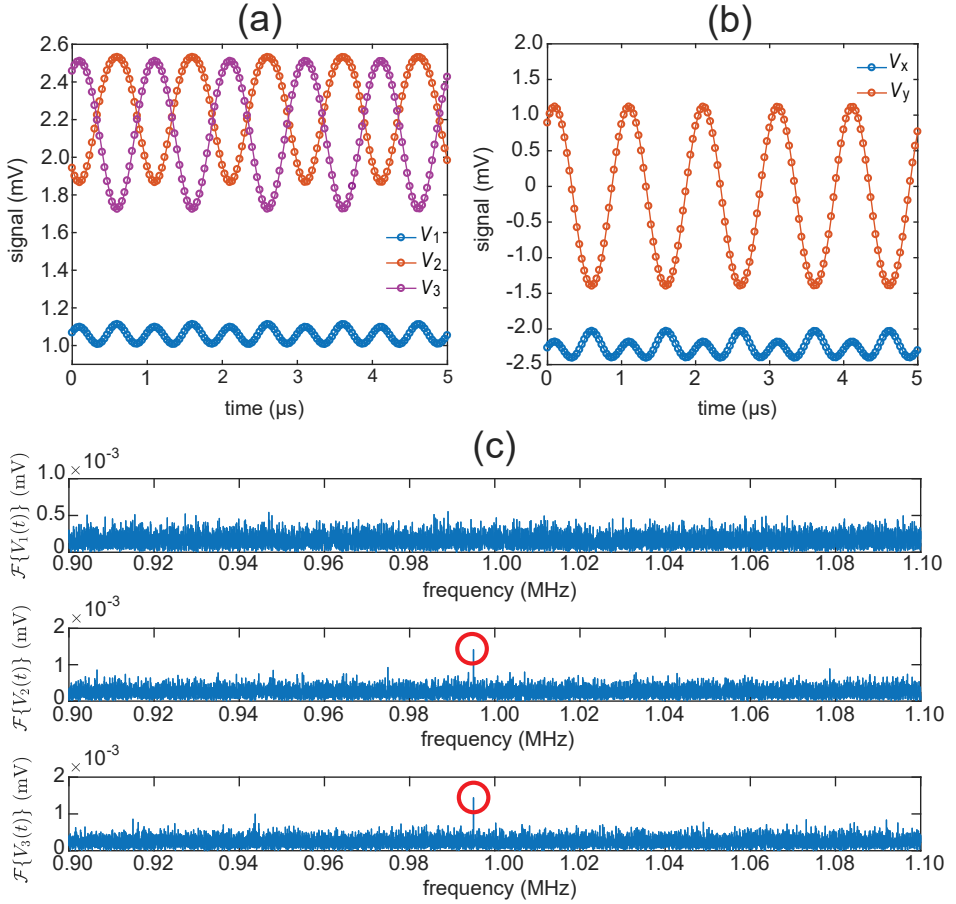 (a)
2.6
2.4
2.2
2.0
1.8
1.6
1.4
1.2
1.0
signal (mV)
V1
V2
V3
0 1 2 3 4 5
time (µs)
(b)
2.0
1.5
1.0
0.5
0
-0.5
-1.0
-1.5
-2.0
-2.5
signal (mV)
Vx
Vy
0 1 2 3 4 5
time (µs)
(c)
×10⁻³
1.0
0.5
0
ℱ{V₁(t)} (mV)
0.90 0.92 0.94 0.96 0.98 1.00 1.02 1.04 1.06 1.08 1.10
frequency (MHz)
×10⁻³
2
1
0
ℱ{V₂(t)} (mV)
0.90 0.92 0.94 0.96 0.98 1.00 1.02 1.04 1.06 1.08 1.10
frequency (MHz)
×10⁻³
2
1
0
ℱ{V₃(t)} (mV)
0.90 0.92 0.94 0.96 0.98 1.00 1.02 1.04 1.06 1.08 1.10
frequency (MHz)